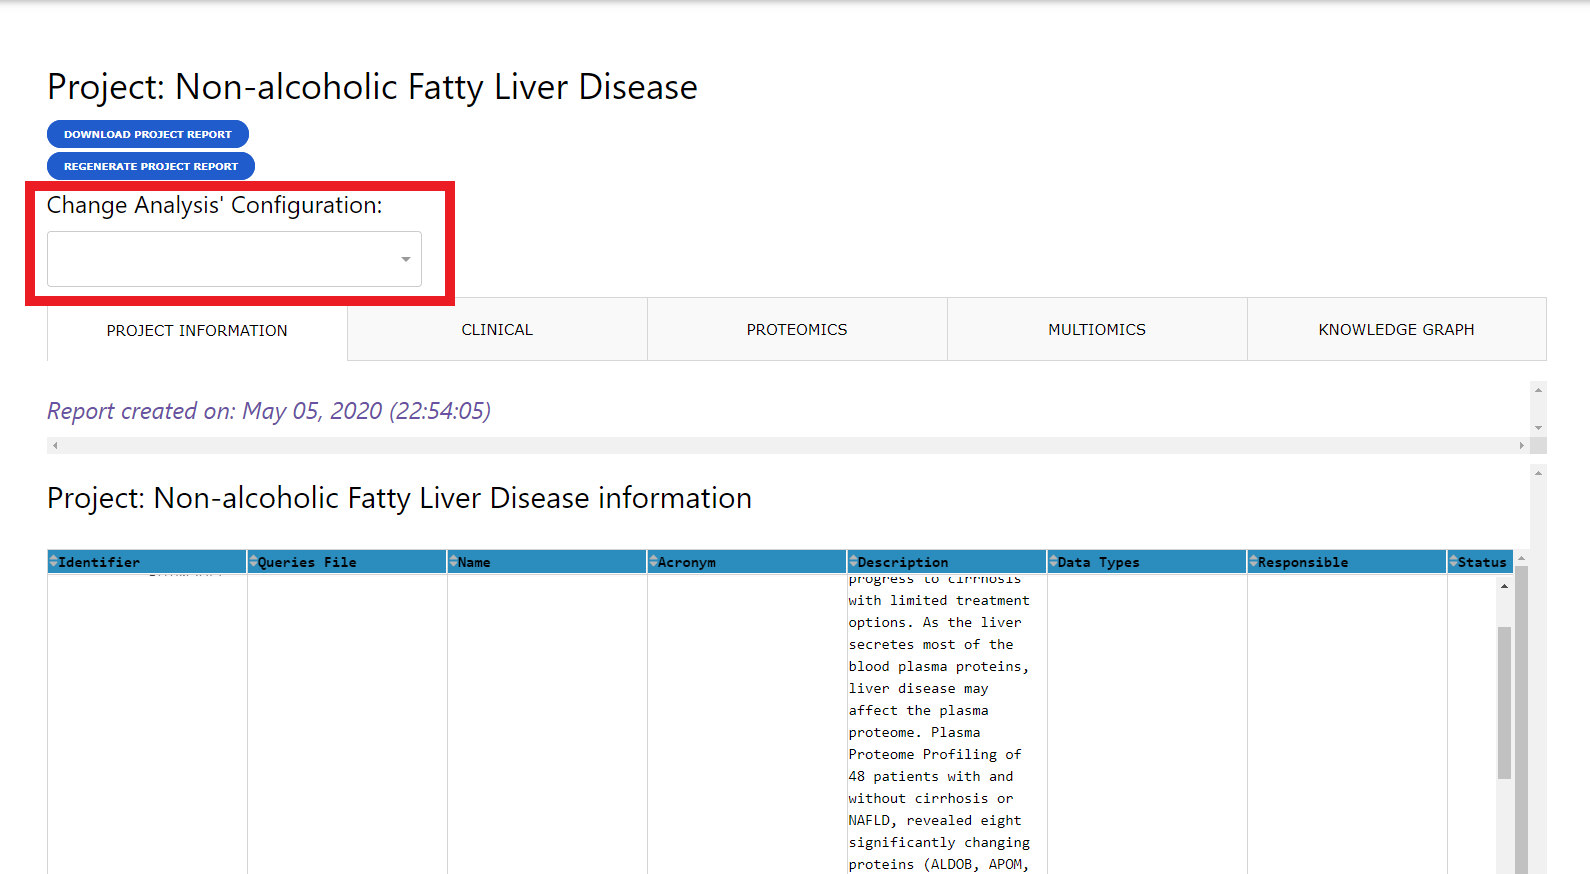 Project: Non-alcoholic Fatty Liver Disease
DOWNLOAD PROJECT REPORT
REGENERATE PROJECT REPORT
Change Analysis' Configuration:
PROJECT INFORMATION CLINICAL PROTEOMICS MULTIOMICS KNOWLEDGE GRAPH
Report created on: May 05, 2020 (22:54:05)
Project: Non-alcoholic Fatty Liver Disease information
Identifier Queries File Name Acronym Description Data Types Responsible Status
progress to cirrhosis
with limited treatment
options. As the liver
secretes most of the
blood plasma proteins,
liver disease may
affect the plasma
proteome. Plasma
Proteome Profiling of
48 patients with and
without cirrhosis or
NAFLD, revealed eight
significantly changing
proteins (ALDOB, APOM,